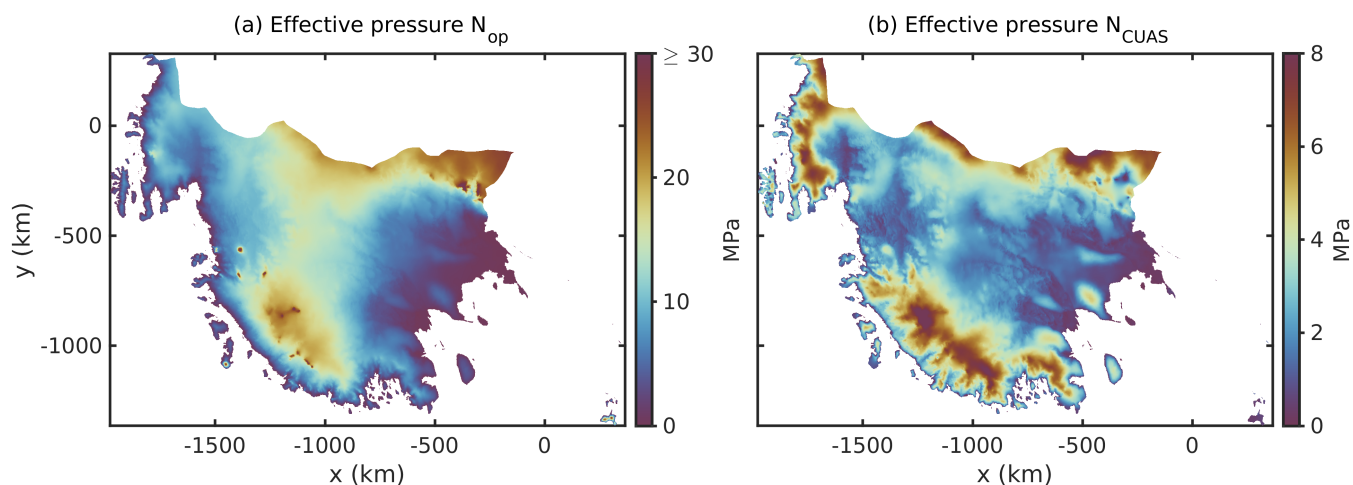 (a) Effective pressure N_op
(b) Effective pressure N_CUAS
≥ 30
20
10
0
MPa
8
6
4
2
0
MPa
0
-500
-1000
y (km)
-1500 -1000 -500 0
x (km)
-1500 -1000 -500 0
x (km)